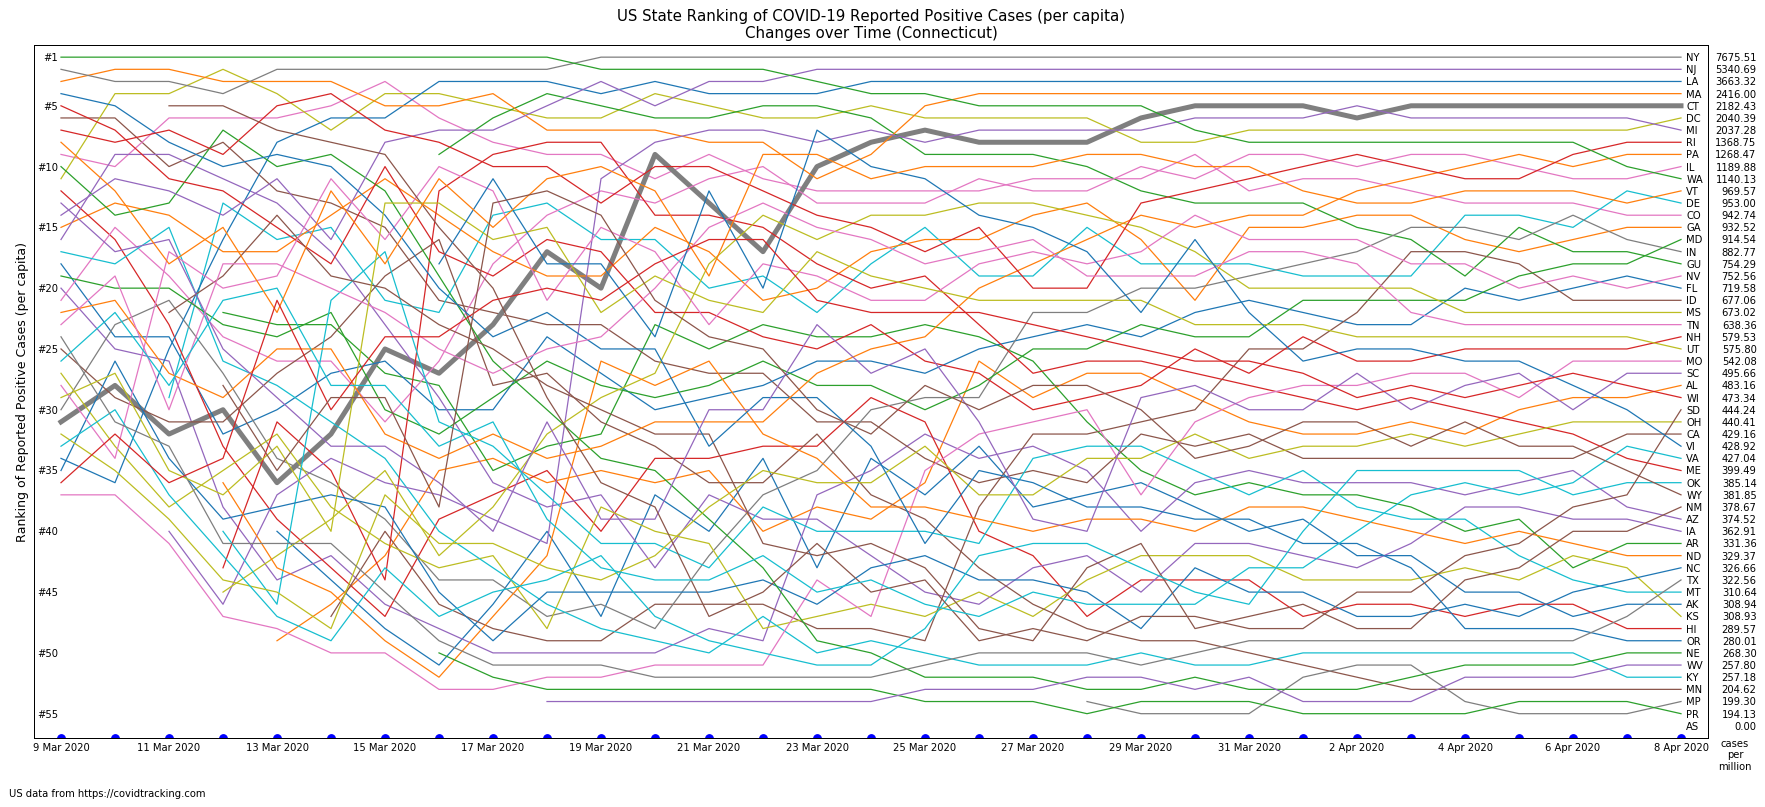 US State Ranking of COVID-19 Reported Positive Cases (per capita)
Changes over Time (Connecticut)
Ranking of Reported Positive Cases (per capita)
#1
#5
#10
#15
#20
#25
#30
#35
#40
#45
#50
#55
NY 7675.51
NJ 5340.69
LA 3663.32
MA 2416.00
CT 2182.43
DC 2040.39
MI 2037.28
RI 1368.75
PA 1268.47
IL 1189.88
WA 1140.13
VT 969.57
DE 953.00
CO 942.74
GA 932.52
MD 914.54
IN 882.77
GU 754.29
NV 752.56
FL 719.58
ID 677.06
MS 673.02
TN 638.36
NH 579.53
UT 575.80
MO 542.08
SC 495.66
AL 483.16
WI 473.34
SD 444.24
OH 440.41
CA 429.16
VI 428.92
VA 427.04
ME 399.49
OK 385.14
WY 381.85
NM 378.67
AZ 374.52
IA 362.91
AR 331.36
ND 329.37
NC 326.66
TX 322.56
MT 310.64
AK 308.94
KS 308.93
HI 289.57
OR 280.01
NE 268.30
WV 257.80
KY 257.18
MN 204.62
MP 199.30
PR 194.13
AS 0.00
9 Mar 2020 11 Mar 2020 13 Mar 2020 15 Mar 2020 17 Mar 2020 19 Mar 2020 21 Mar 2020 23 Mar 2020 25 Mar 2020 27 Mar 2020 29 Mar 2020 31 Mar 2020 2 Apr 2020 4 Apr 2020 6 Apr 2020 8 Apr 2020
cases
per
million
US data from https://covidtracking.com